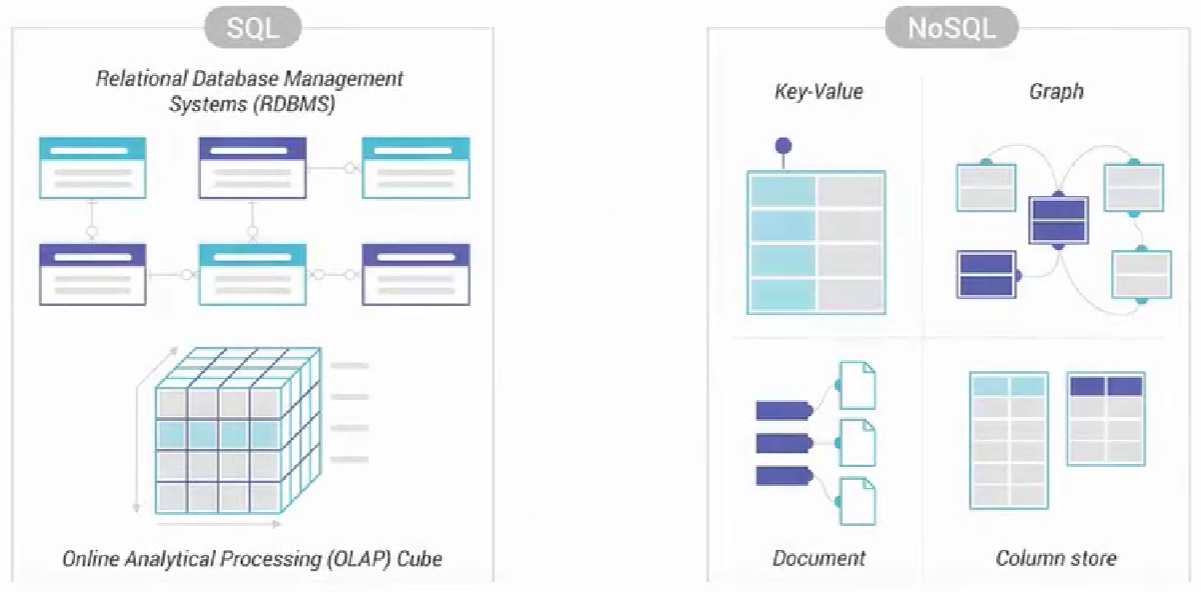 SQL
Relational Database Management
Systems (RDBMS)
Online Analytical Processing (OLAP) Cube
NoSQL
Key-Value
Graph
Document
Column store